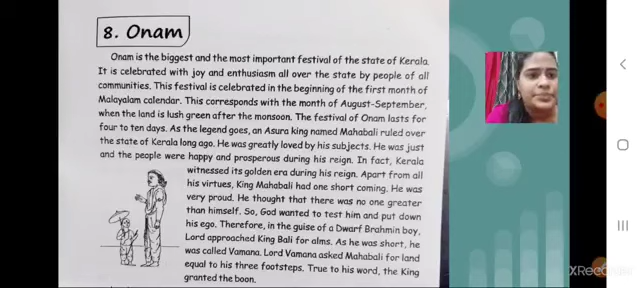 8. Onam
Onam is the biggest and the most important festival of the state of Kerala.
It is celebrated with joy and enthusiasm all over the state by people of all
communities. This festival is celebrated in the beginning of the first month of
Malayalam calendar. This corresponds with the month of August-September,
when the land is lush green after the monsoon. The festival of Onam lasts for
four to ten days. As the legend goes, an Asura king named Mahabali ruled over
the state of Kerala long ago. He was greatly loved by his subjects. He was just
and the people were happy and prosperous during his reign. In fact, Kerala
witnessed its golden era during his reign. Apart from all
his virtues, King Mahabali had one short coming. He was
very proud. He thought that there was no one greater
than himself. So, God wanted to test him and put down
his ego. Therefore, in the guise of a Dwarf Brahmin boy,
Lord approached King Bali for alms. As he was short, he
was called Vamana. Lord Vamana asked Mahabali for land
equal to his three footsteps. True to his word, the King
granted the boon.
XRecorder